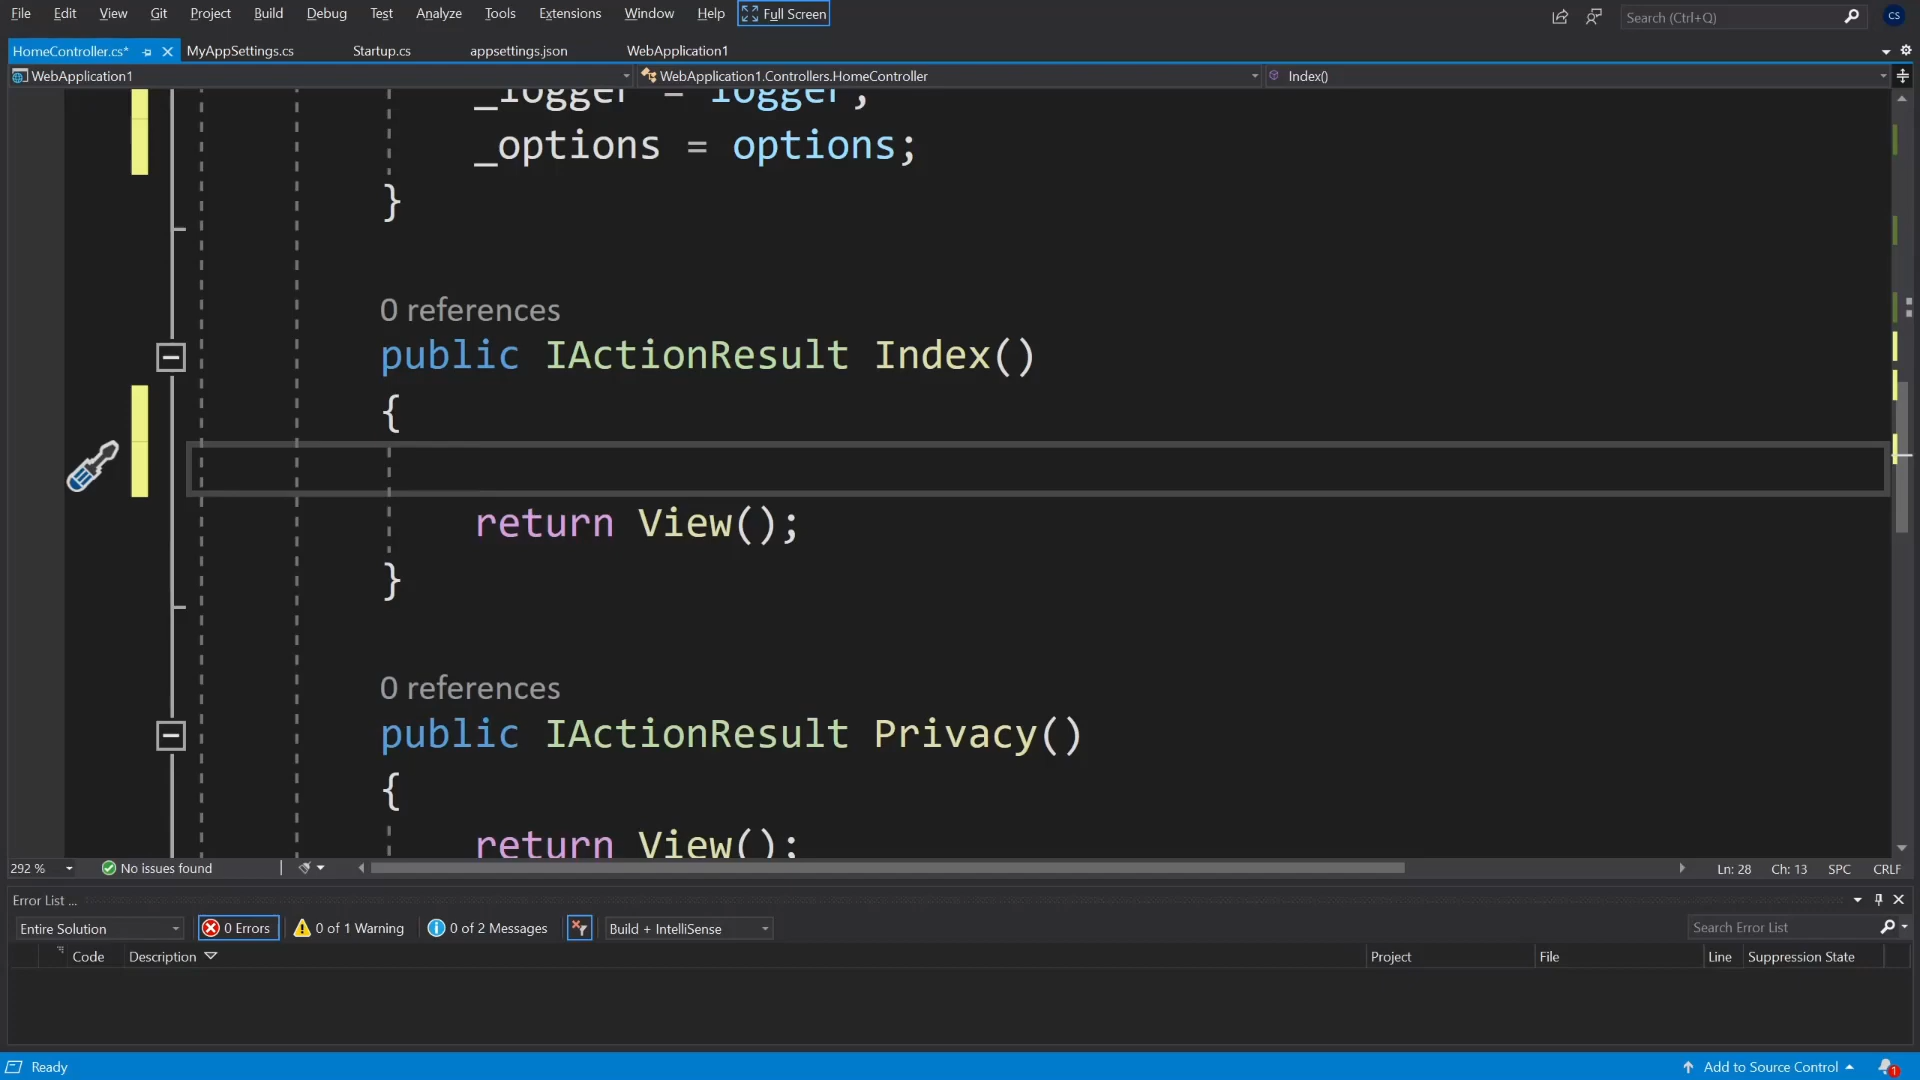 File Edit View Git Project Build Debug Test Analyze Tools Extensions Window Help Full Screen Search (Ctrl+Q) CS
HomeController.cs* MyAppSettings.cs Startup.cs appsettings.json WebApplication1
WebApplication1 WebApplication1.Controllers.HomeController Index()
_logger = logger;
_options = options;
}
0 references
public IActionResult Index()
{
return View();
}
0 references
public IActionResult Privacy()
{
return View();
292 % No issues found Ln: 28 Ch: 13 SPC CRLF
Error List ...
Entire Solution 0 Errors 0 of 1 Warning 0 of 2 Messages Build + IntelliSense Search Error List
Code Description Project File Line Suppression State
Ready Add to Source Control 1